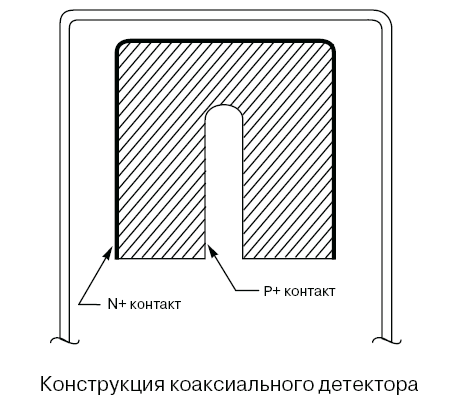 P+ контакт
N+ контакт
Конструкция коаксиального детектора